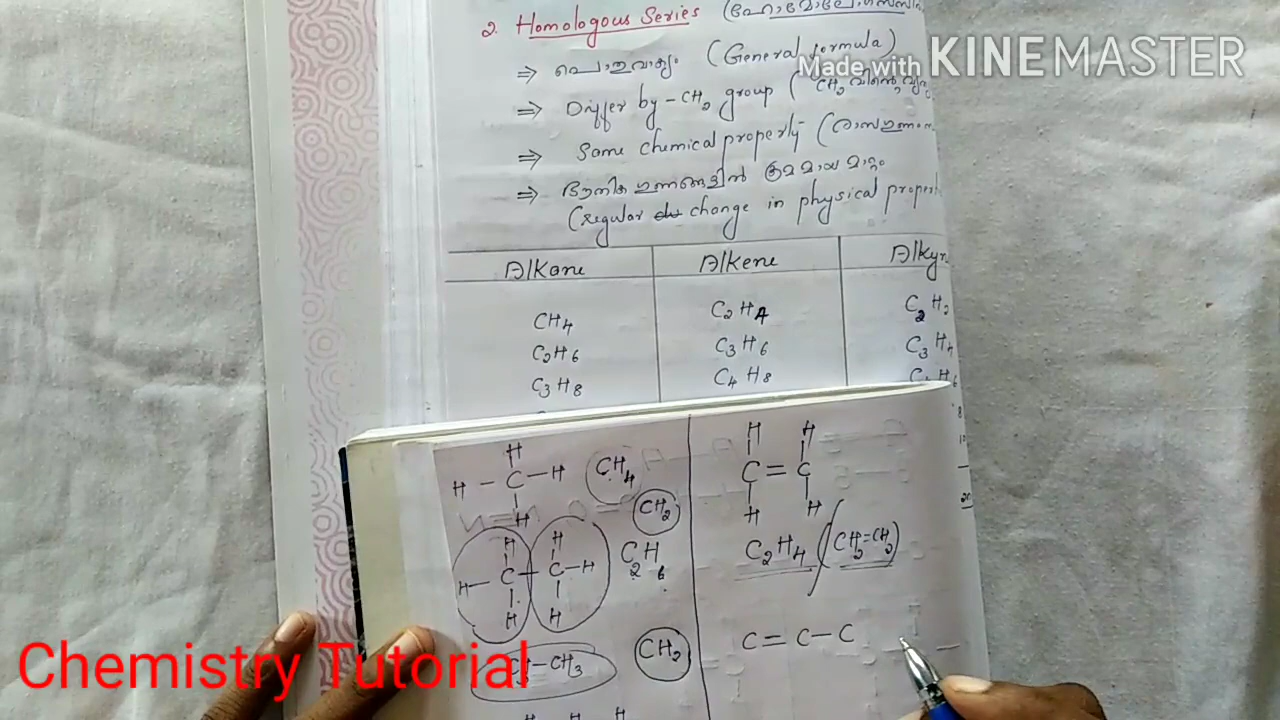 2. Homologous Series
Made with KINEMASTER
⇒ പൊതുവാക്യം (General formula)
⇒ Differ by -CH2 group ( CH2
⇒ Same chemical property
⇒ ക്രമമായ മാറ്റം
(regular change in physical
Alkane Alkene
CH4 C2H4 C2H2
C2H6 C3H6 C3H4
C3H8 C4H8
H H H
H - C - H CH4 C = C
H H H
CH2
C2H4 / CH2=CH2
H H
H - C - C - H C2H6
H H
C = C - C
CH3 - CH3 CH2
H H H
Chemistry Tutorial